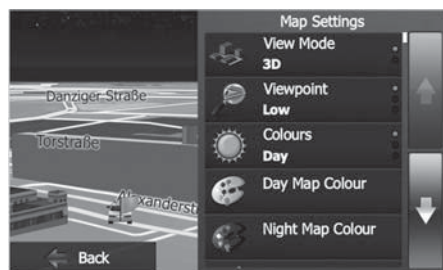 Map Settings
View Mode
3D
Danziger Straße
Viewpoint
Low
Torstraße
Colours
Day
Day Map Colour
Alexanderst
Night Map Colour
Back